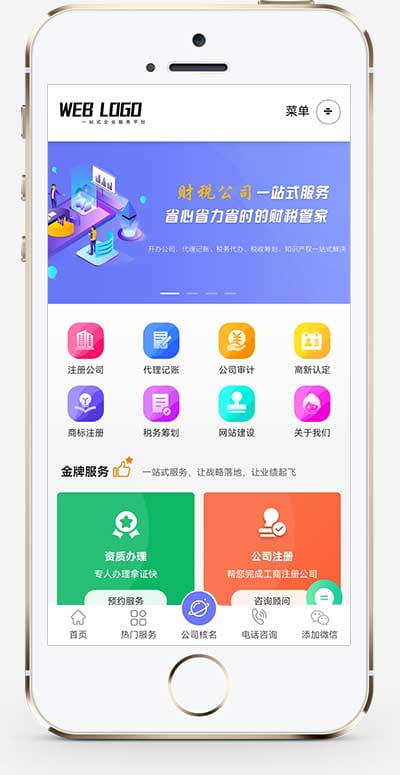 WEB LOGO
一站式企业服务平台
菜单
财税公司一站式服务
省心省力省时的财税管家
开办公司、代理记账、税务代办、税收筹划、知识产权一站式解决
注册公司 代理记账 公司审计 高新认定
商标注册 税务筹划 网站建设 关于我们
金牌服务 一站式服务，让战略落地，让业绩起飞
资质办理 公司注册
专人办理拿证快 帮您完成工商注册公司
预约服务 咨询顾问
首页 热门服务 公司核名 电话咨询 添加微信